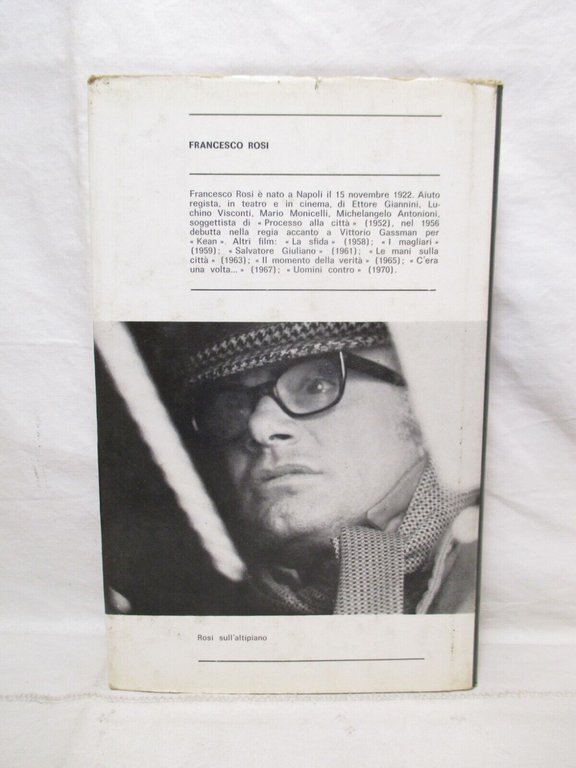 FRANCESCO ROSI
Francesco Rosi è nato a Napoli il 15 novembre 1922. Aiuto
regista, in teatro e in cinema, di Ettore Giannini, Lu-
chino Visconti, Mario Monicelli, Michelangelo Antonioni,
soggettista di « Processo alla città » (1952), nel 1956
debutta nella regia accanto a Vittorio Gassman per
« Kean ». Altri film: « La sfida » (1958); « I magliari »
(1959); « Salvatore Giuliano » (1961); « Le mani sulla
città » (1963); « Il momento della verità » (1965); « C'era
una volta... » (1967); « Uomini contro » (1970).
Rosi sull'altipiano